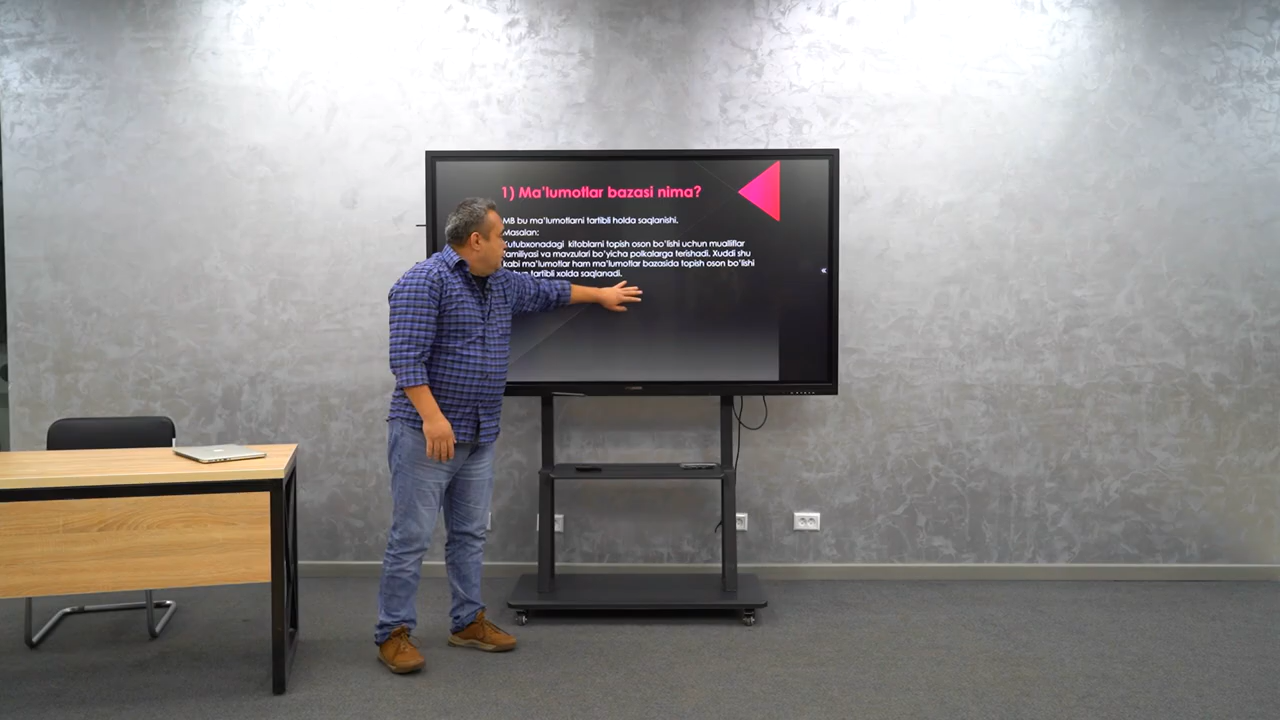 1) Ma'lumotlar bazasi nima?
MB bu ma'lumotlarni tartibli holda saqlanishi.
Masalan:
Kutubxonadagi kitoblarni topish oson bo'lishi uchun mualliflar
familiyasi va mavzulari bo'yicha polkalarga terishadi. Xuddi shu
kabi ma'lumotlar ham ma'lumotlar bazasida topish oson bo'lishi
tartibli xolda saqlanadi.